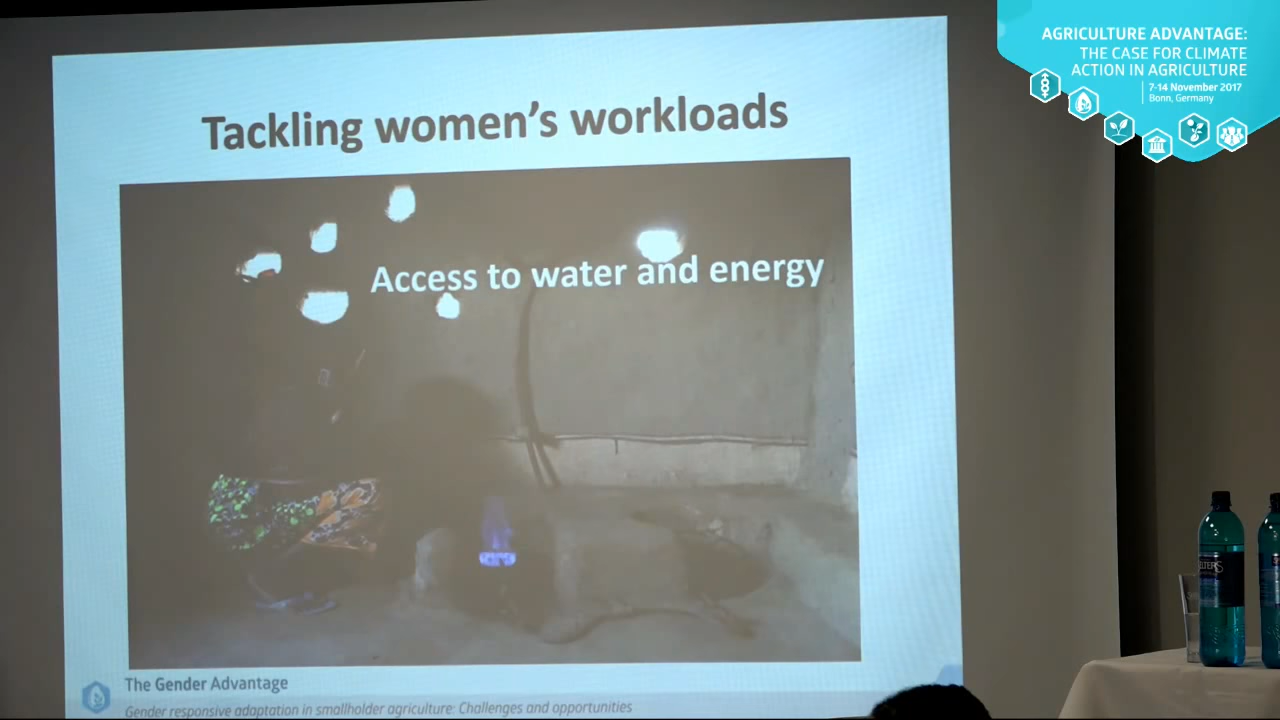 AGRICULTURE ADVANTAGE:
THE CASE FOR CLIMATE
ACTION IN AGRICULTURE
7-14 November 2017
Bonn, Germany
Tackling women's workloads
Access to water and energy
The Gender Advantage
Gender responsive adaptation in smallholder agriculture: Challenges and opportunities